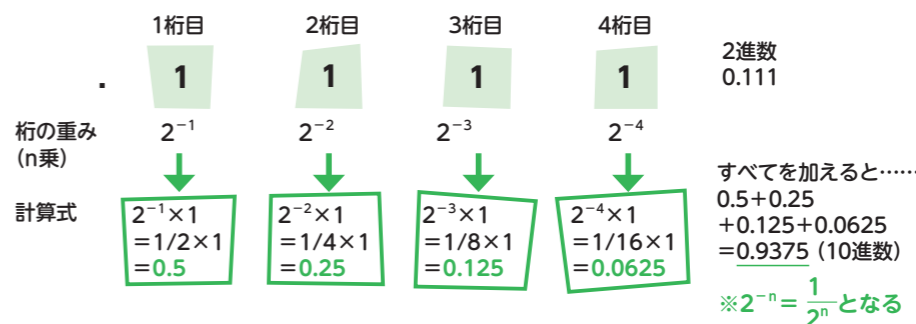 1桁目 2桁目 3桁目 4桁目
. 1 1 1 1
2進数
0.111
桁の重み 2⁻¹ 2⁻² 2⁻³ 2⁻⁴
(n乗)
計算式
2⁻¹×1
=1/2×1
=0.5
2⁻²×1
=1/4×1
=0.25
2⁻³×1
=1/8×1
=0.125
2⁻⁴×1
=1/16×1
=0.0625
すべてを加えると……
0.5+0.25
+0.125+0.0625
=0.9375 (10進数)
※2⁻ⁿ= 1/2ⁿ となる